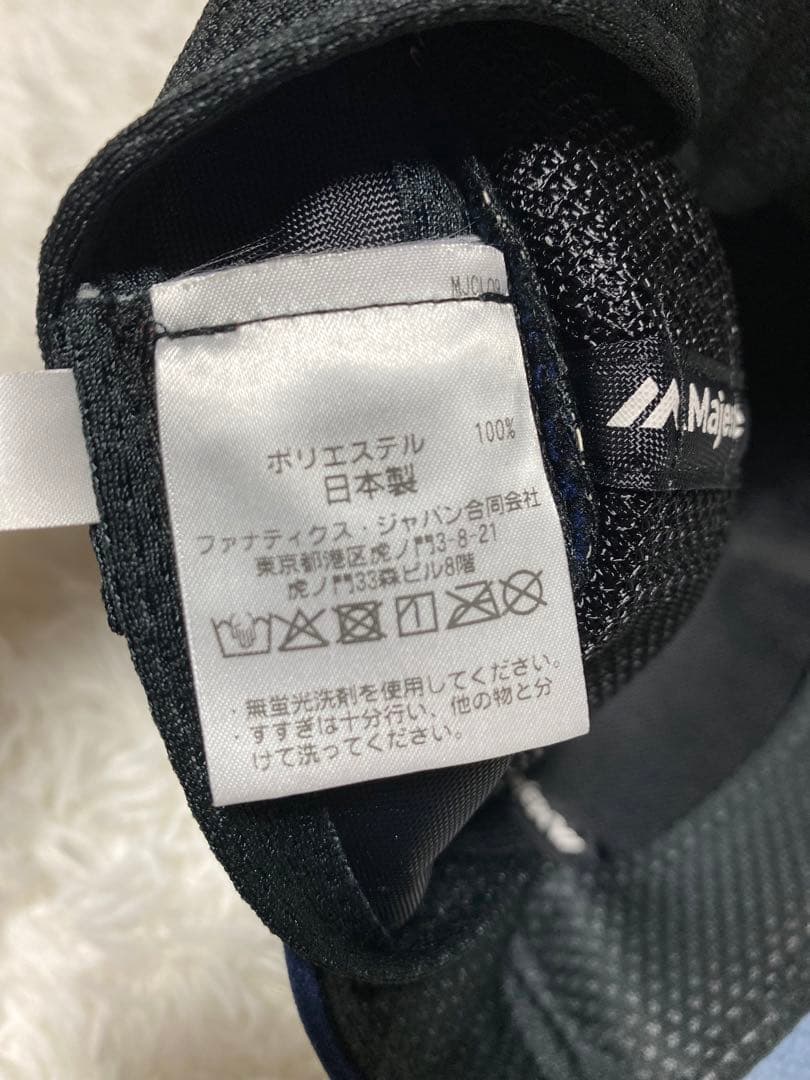 MJCL09
ポリエステル 100%
日本製
ファナティクス・ジャパン合同会社
東京都港区虎ノ門3-8-21
虎ノ門33森ビル8階
・無蛍光洗剤を使用してください。
・すすぎは十分行い、他の物と分
けて洗ってください。